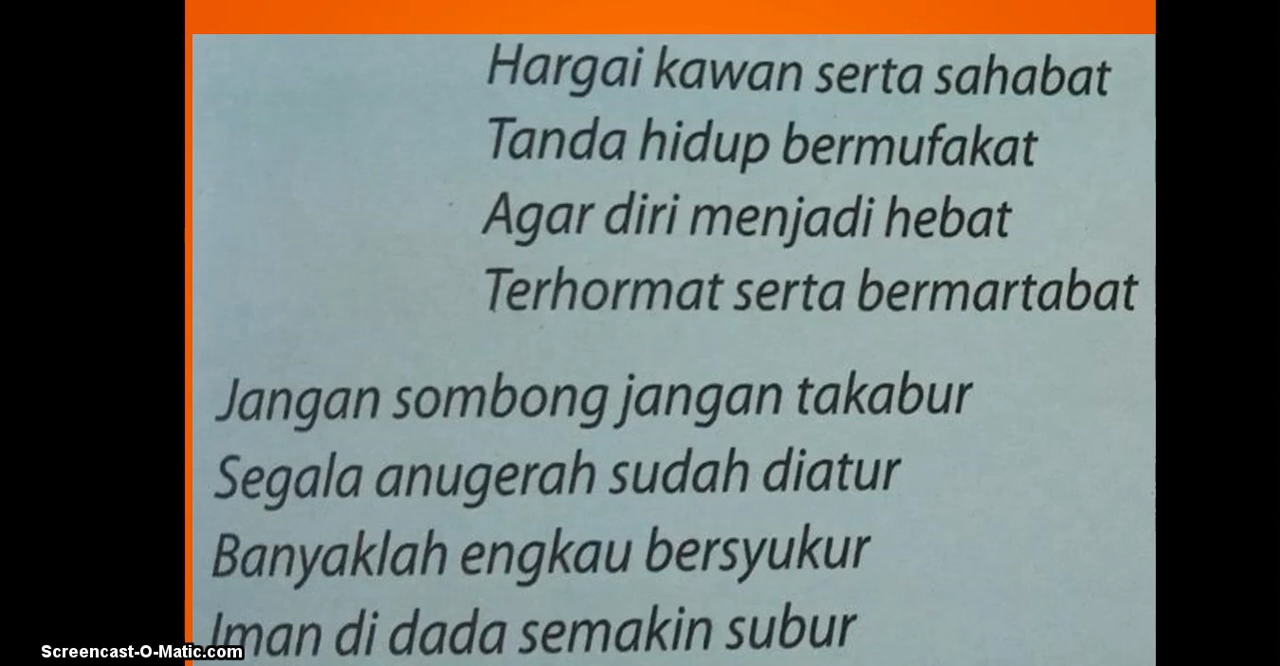 Hargai kawan serta sahabat
Tanda hidup bermufakat
Agar diri menjadi hebat
Terhormat serta bermartabat
Jangan sombong jangan takabur
Segala anugerah sudah diatur
Banyaklah engkau bersyukur
Iman di dada semakin subur
Screencast-O-Matic.com